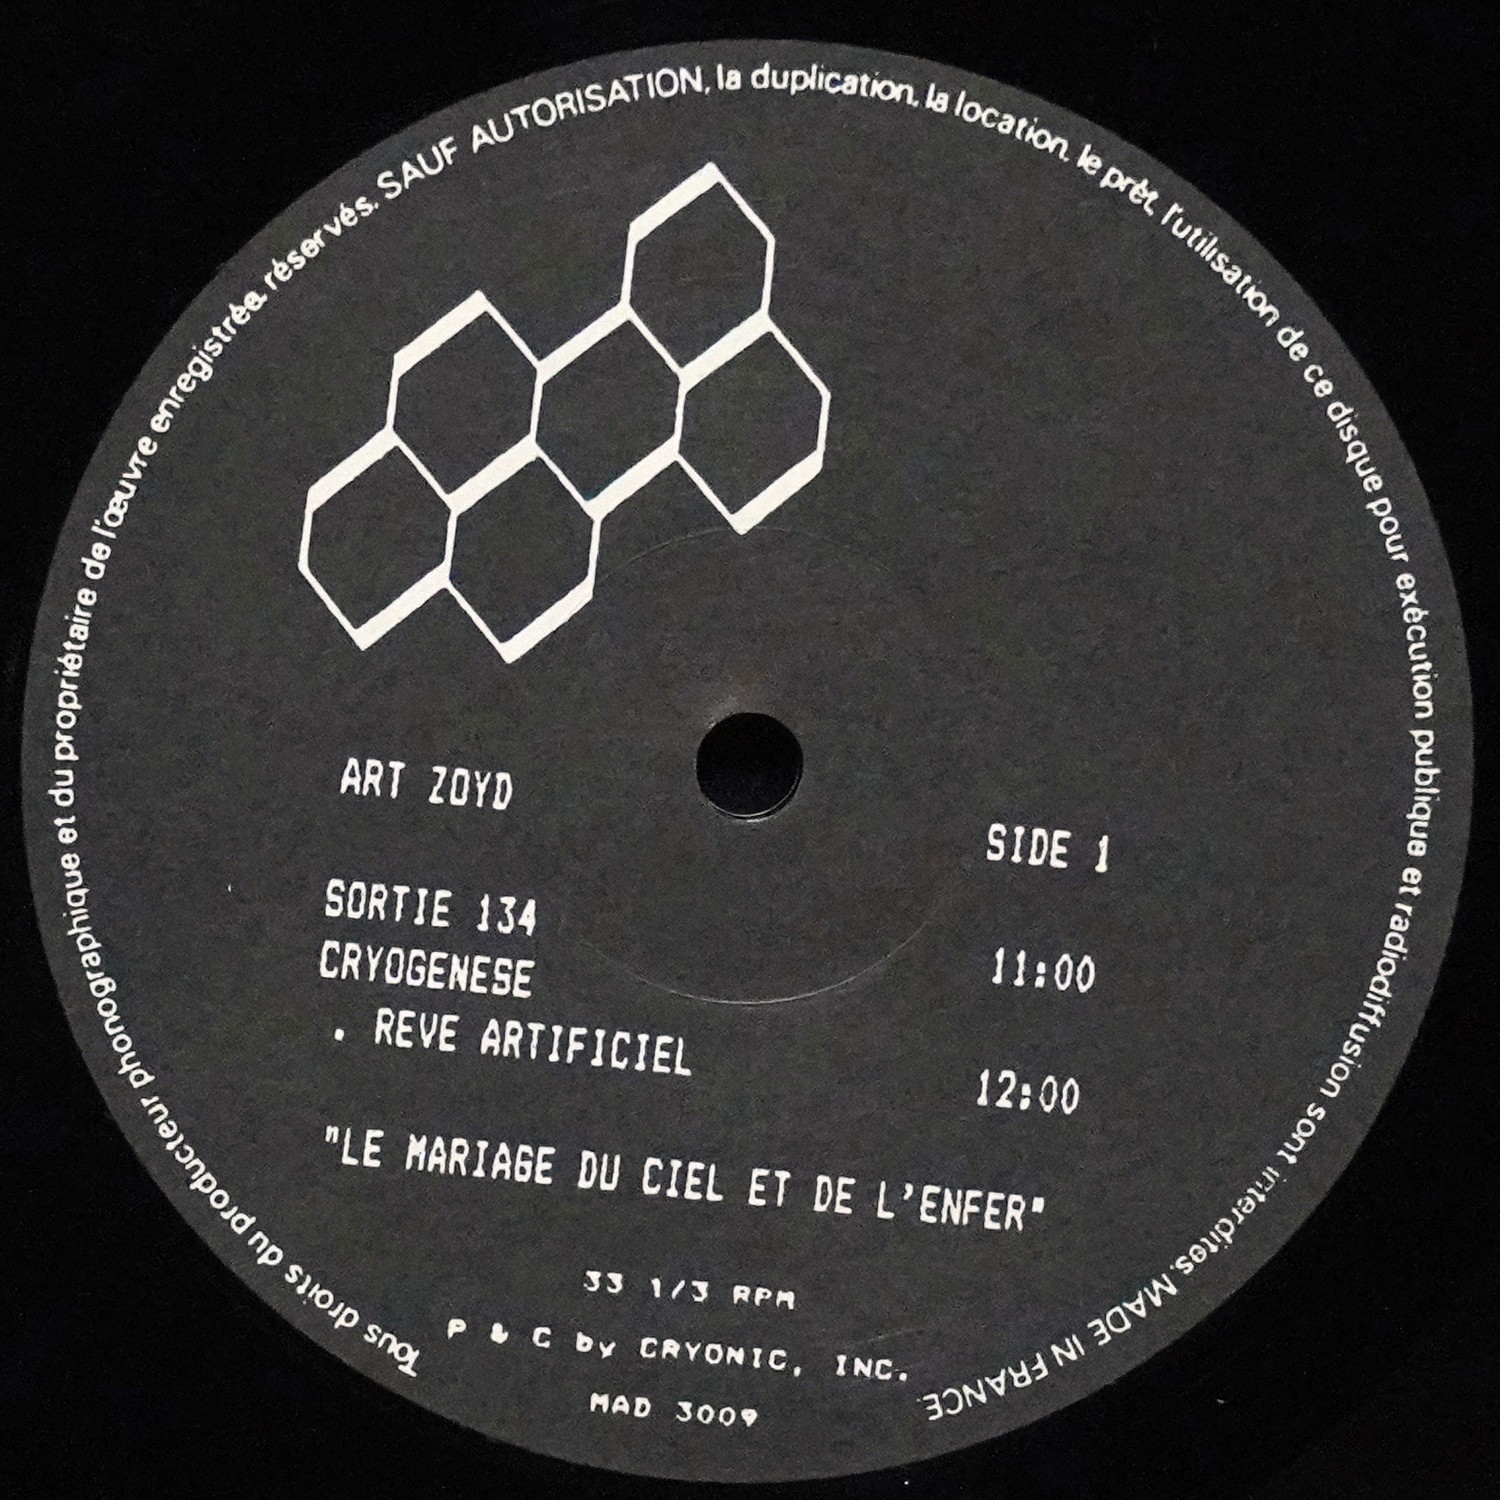 Tous droits du producteur phonographique et du propriétaire de l'œuvre enregistrée, réservés. SAUF AUTORISATION, la duplication, la location, le prêt, l'utilisation de ce disque pour exécution publique et radiodiffusion sont interdites. MADE IN FRANCE.
ART ZOYD
SIDE 1
SORTIE 134 11:00
CRYOGENESE
. REVE ARTIFICIEL 12:00
"LE MARIAGE DU CIEL ET DE L'ENFER"
33 1/3 RPM
P & C by CRYONIC, INC.
MAD 3009